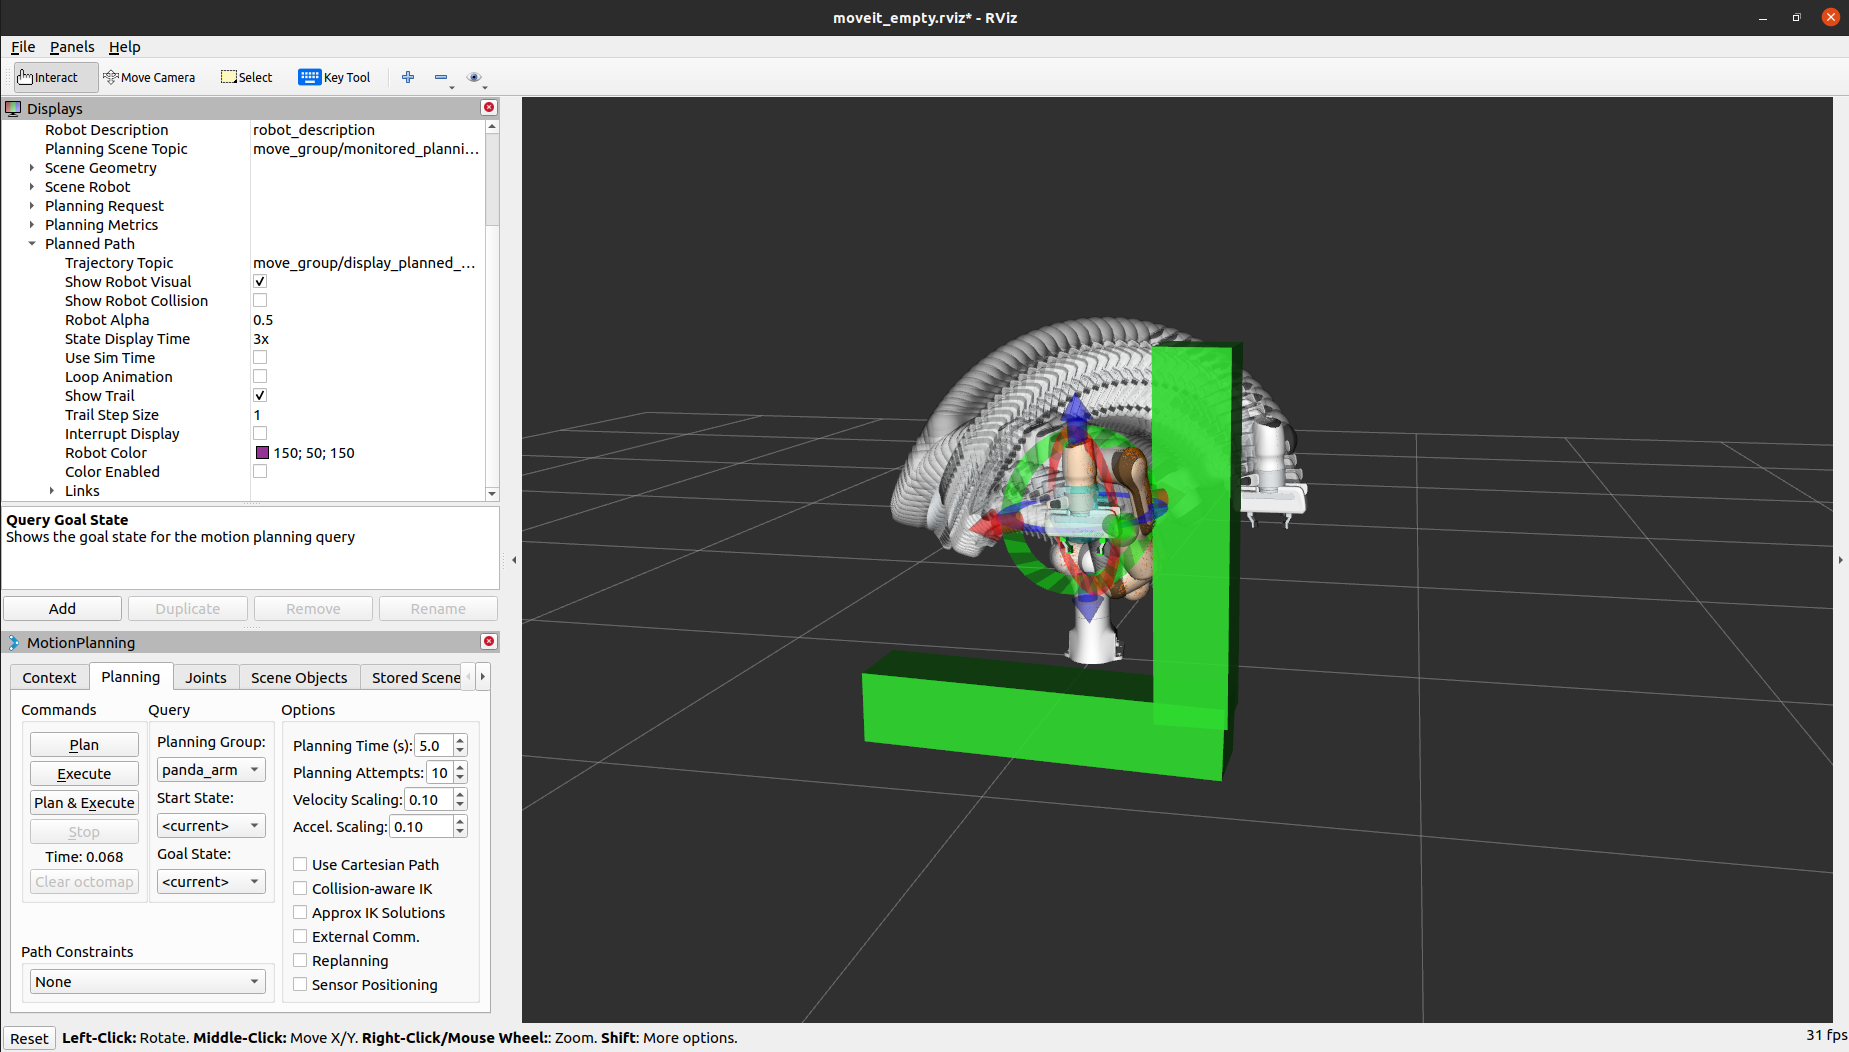 moveit_empty.rviz* - RViz
File Panels Help
Interact Move Camera Select Key Tool
Displays
Robot Description robot_description
Planning Scene Topic move_group/monitored_planni...
Scene Geometry
Scene Robot
Planning Request
Planning Metrics
Planned Path
Trajectory Topic move_group/display_planned_...
Show Robot Visual
Show Robot Collision
Robot Alpha 0.5
State Display Time 3x
Use Sim Time
Loop Animation
Show Trail
Trail Step Size 1
Interrupt Display
Robot Color 150; 50; 150
Color Enabled
Links
Query Goal State
Shows the goal state for the motion planning query
Add Duplicate Remove Rename
MotionPlanning
Context Planning Joints Scene Objects Stored Scene
Commands Query Options
Plan
Execute
Plan & Execute
Stop
Time: 0.068
Clear octomap
Planning Group:
panda_arm
Start State:
<current>
Goal State:
<current>
Planning Time (s): 5.0
Planning Attempts: 10
Velocity Scaling: 0.10
Accel. Scaling: 0.10
Use Cartesian Path
Collision-aware IK
Approx IK Solutions
External Comm.
Replanning
Sensor Positioning
Path Constraints
None
Reset Left-Click: Rotate. Middle-Click: Move X/Y. Right-Click/Mouse Wheel:: Zoom. Shift: More options. 31 fps